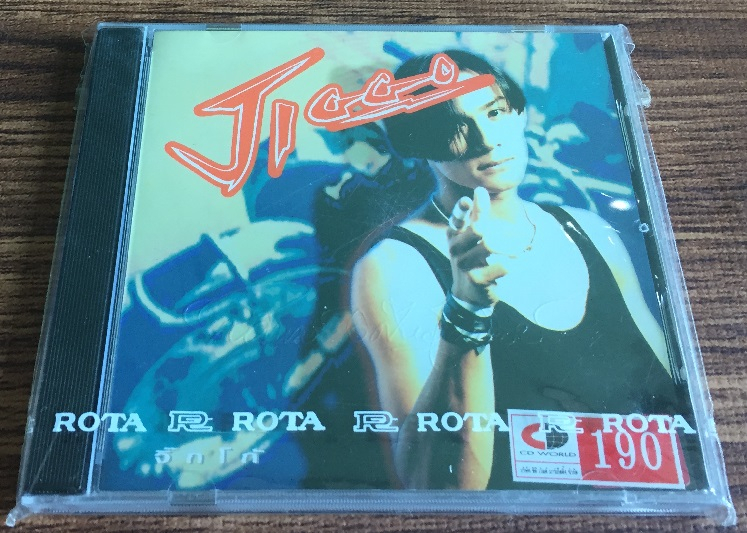 Jicco
ROTA R ROTA R ROTA R ROTA
จิ๊กโก๋
CD WORLD
190